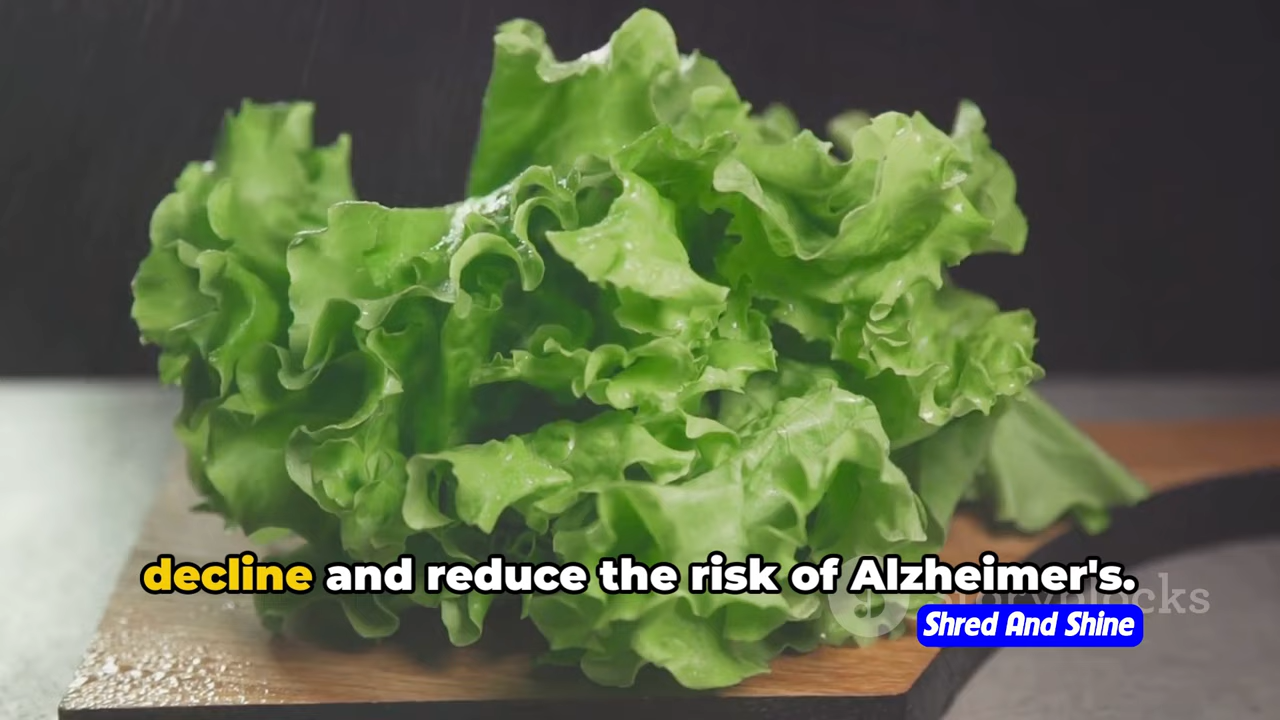 decline and reduce the risk of Alzheimer's.
Shred And Shine